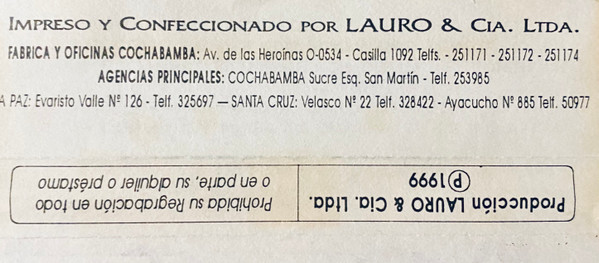 IMPRESO Y CONFECCIONADO POR LAURO & CIA. LTDA.
FABRICA Y OFICINAS COCHABAMBA: Av. de las Heroínas O-0534 - Casilla 1092 Telfs. - 251171 - 251172 - 251174
AGENCIAS PRINCIPALES: COCHABAMBA Sucre Esq. San Martín - Telf. 253985
A PAZ: Evaristo Valle Nº 126 - Telf. 325697 — SANTA CRUZ: Velasco Nº 22 Telf. 328422 - Ayacucho Nº 885 Telf. 50977
Producción LAURO & Cia. Ltda.
Ⓟ1999
Prohibida su Regrabación en todo
o en parte, su alquiler o préstamo